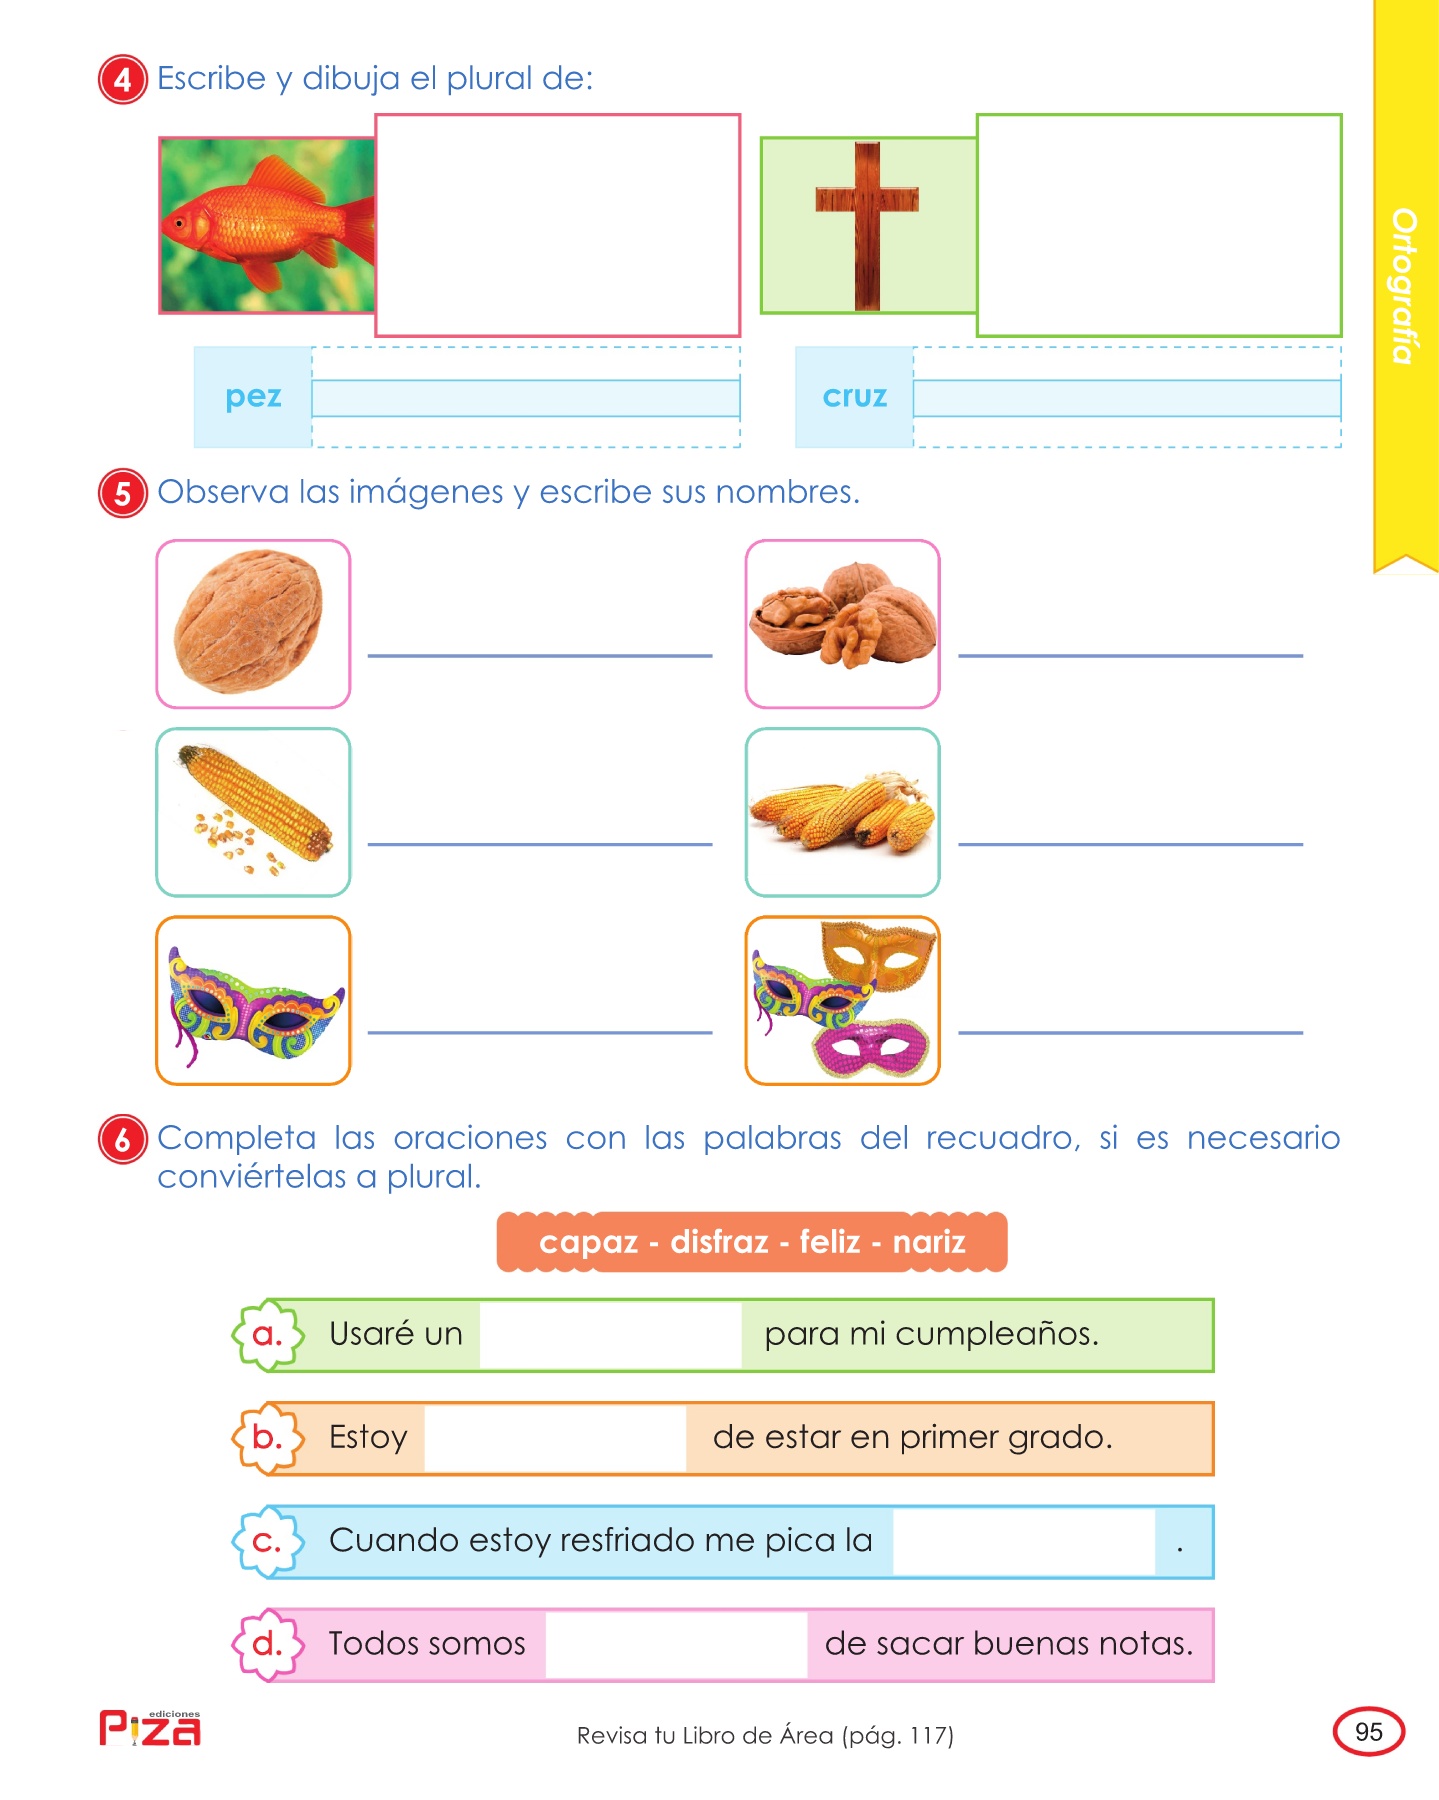 4 Escribe y dibuja el plural de:
pez
cruz
Ortografía
5 Observa las imágenes y escribe sus nombres.
6 Completa las oraciones con las palabras del recuadro, si es necesario
conviértelas a plural.
capaz - disfraz - feliz - nariz
a. Usaré un para mi cumpleaños.
b. Estoy de estar en primer grado.
c. Cuando estoy resfriado me pica la .
d. Todos somos de sacar buenas notas.
ediciones
Piza
Revisa tu Libro de Área (pág. 117)
95